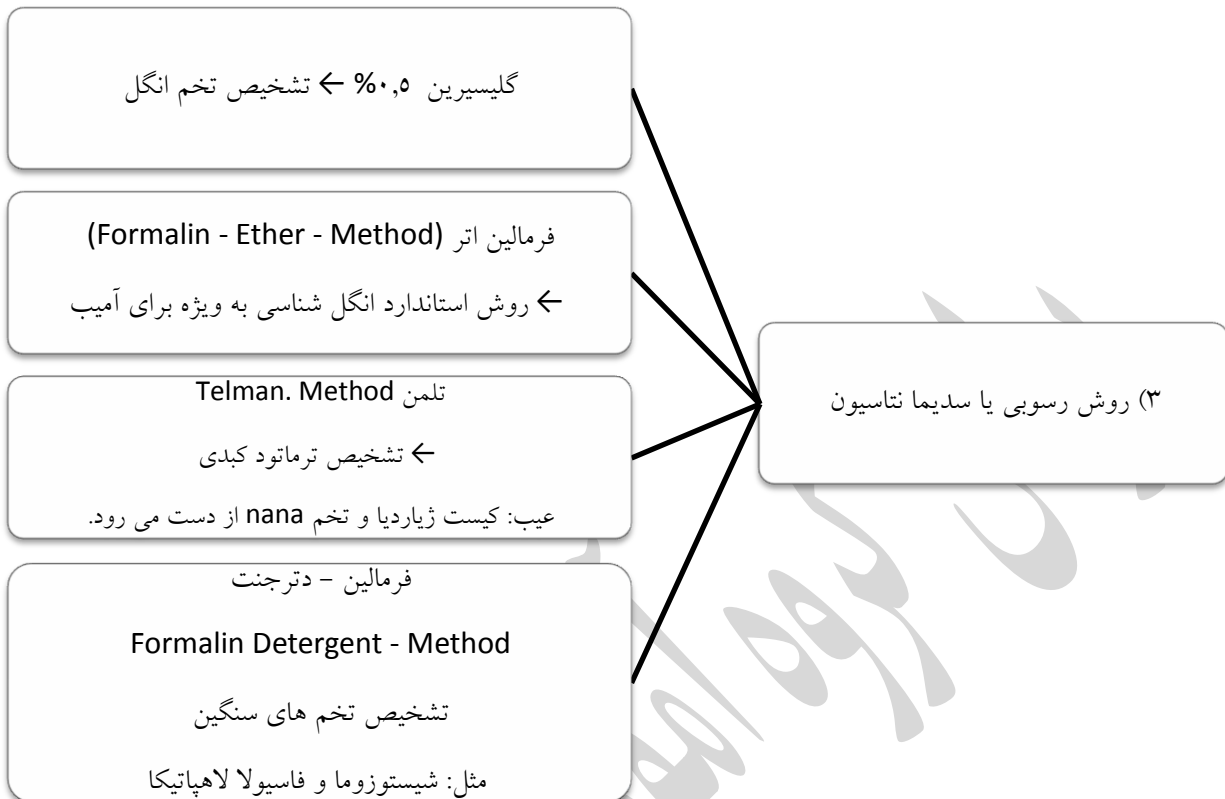 گلیسیرین ۰,۵% ← تشخیص تخم انگل
فرمالین اتر (Formalin - Ether - Method)
← روش استاندارد انگل شناسی به ویژه برای آمیب
تلمن Telman. Method
← تشخیص ترماتود کبدی
عیب: کیست ژیاردیا و تخم nana از دست می رود.
فرمالین – دترجنت
Formalin Detergent - Method
تشخیص تخم های سنگین
مثل: شیستوزوما و فاسیولا لاهپاتیکا
۳) روش رسوبی یا سدیما نتاسیون